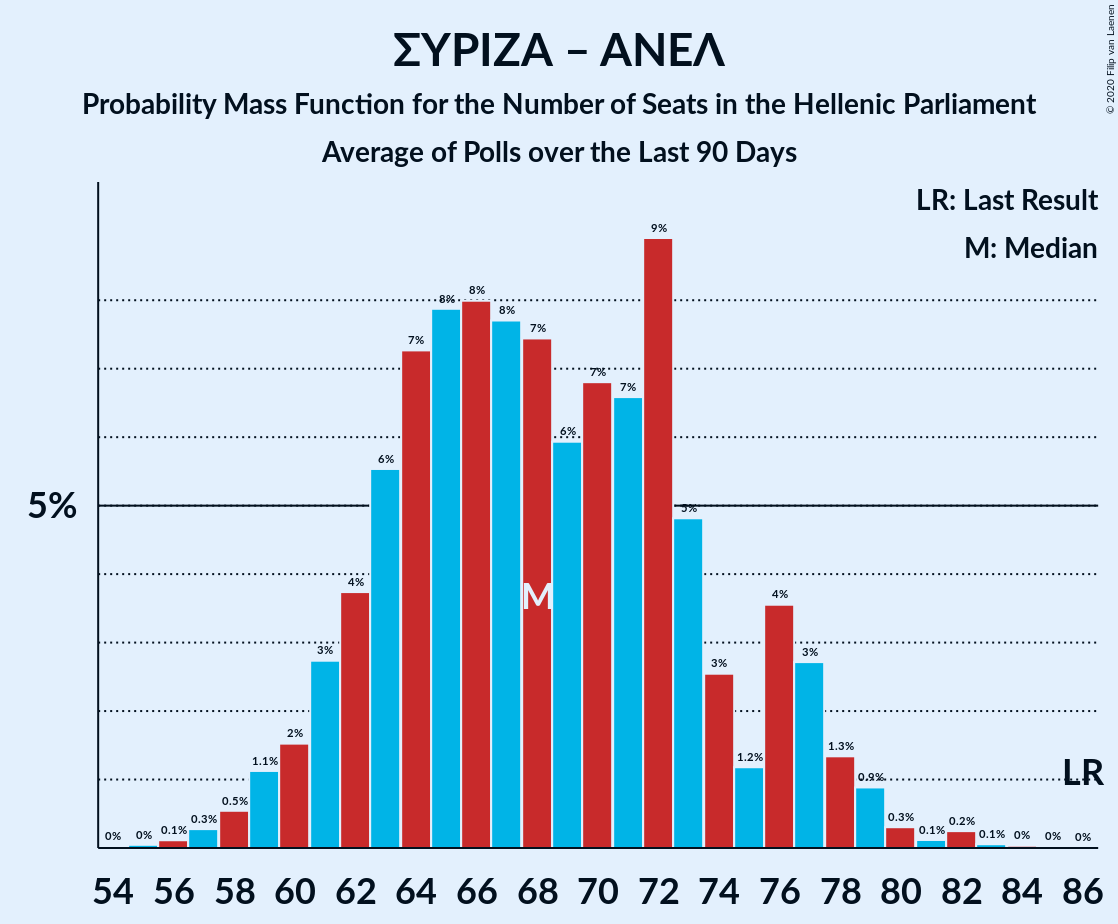 ΣΥΡΙΖΑ – ΑΝΕΛ
Probability Mass Function for the Number of Seats in the Hellenic Parliament
Average of Polls over the Last 90 Days
© 2020 Filip van Laenen
LR: Last Result
M: Median
5%
0% 0% 0.1% 0.3% 0.5% 1.1% 2% 3% 4% 6% 7% 8% 8% 8% 7% 6% 7% 7% 9% 5% 3% 1.2% 4% 3% 1.3% 0.9% 0.3% 0.1% 0.2% 0.1% 0% 0% 0%
M
LR
54 56 58 60 62 64 66 68 70 72 74 76 78 80 82 84 86